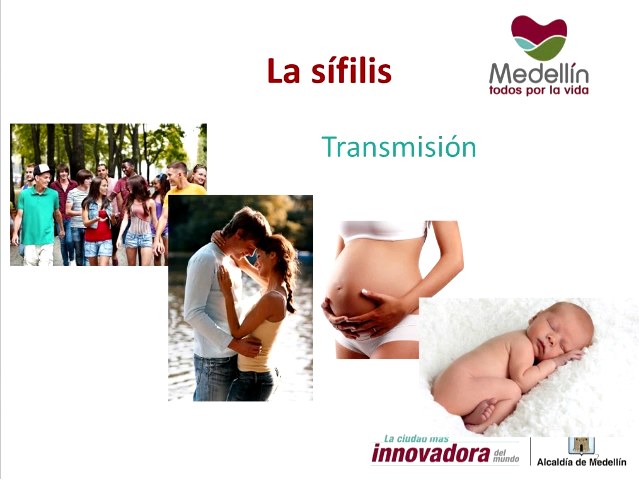 La sífilis
Medellín
todos por la vida
Transmisión
La ciudad más
innovadora del mundo
Alcaldía de Medellín